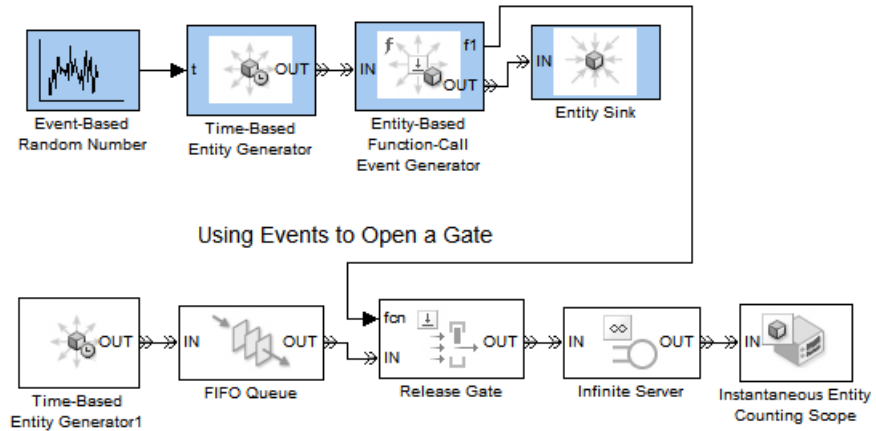 f1
t
OUT
IN
OUT
IN
Event-Based
Random Number
Time-Based
Entity Generator
Entity-Based
Function-Call
Event Generator
Entity Sink
Using Events to Open a Gate
OUT
IN
OUT
fcn
IN
OUT
IN
OUT
IN
Time-Based
Entity Generator1
FIFO Queue
Release Gate
Infinite Server
Instantaneous Entity
Counting Scope